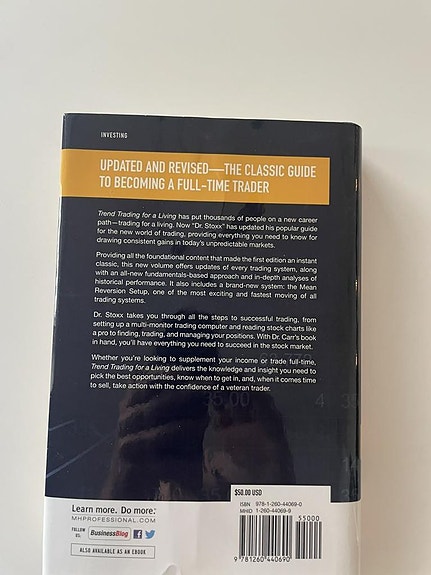 INVESTING
UPDATED AND REVISED—THE CLASSIC GUIDE
TO BECOMING A FULL-TIME TRADER
Trend Trading for a Living has put thousands of people on a new career
path—trading for a living. Now "Dr. Stoxx" has updated his popular guide
for the new world of trading, providing everything you need to know for
drawing consistent gains in today's unpredictable markets.
Providing all the foundational content that made the first edition an instant
classic, this new volume offers updates of every trading system, along
with an all-new fundamentals-based approach and in-depth analyses of
historical performance. It also includes a brand-new system: the Mean
Reversion Setup, one of the most exciting and fastest moving of all
trading systems.
Dr. Stoxx takes you through all the steps to successful trading, from
setting up a multi-monitor trading computer and reading stock charts like
a pro to finding, trading, and managing your positions. With Dr. Carr's book
in hand, you'll have everything you need to succeed in the stock market.
Whether you're looking to supplement your income or trade full-time,
Trend Trading for a Living delivers the knowledge and insight you need to
pick the best opportunities, know when to get in, and, when it comes time
to sell, take action with the confidence of a veteran trader.
35.00
$50.00 USD
ISBN 978-1-260-44069-0
MHID 1-260-44069-9
55000
9 781260 440690
Learn more. Do more.
MHPROFESSIONAL.COM
FOLLOW US: BusinessBlog
ALSO AVAILABLE AS AN EBOOK